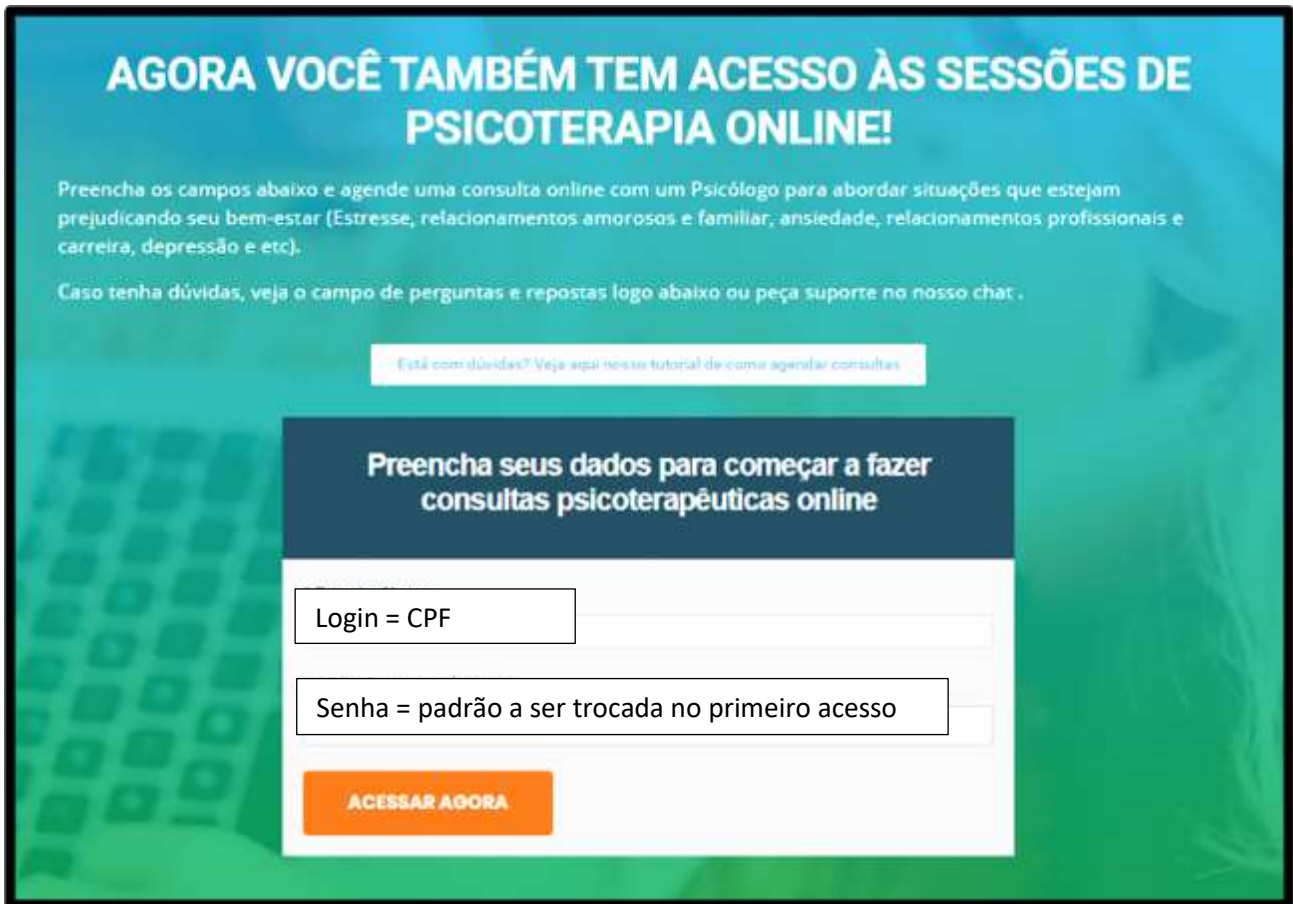 AGORA VOCÊ TAMBÉM TEM ACESSO ÀS SESSÕES DE
PSICOTERAPIA ONLINE!
Preencha os campos abaixo e agende uma consulta online com um Psicólogo para abordar situações que estejam
prejudicando seu bem-estar (Estresse, relacionamentos amorosos e familiar, ansiedade, relacionamentos profissionais e
carreira, depressão e etc).
Caso tenha dúvidas, veja o campo de perguntas e repostas logo abaixo ou peça suporte no nosso chat .
Está com dúvidas? Veja aqui nosso tutorial de como agendar consultas
Preencha seus dados para começar a fazer
consultas psicoterapêuticas online
Login = CPF
Senha = padrão a ser trocada no primeiro acesso
ACESSAR AGORA